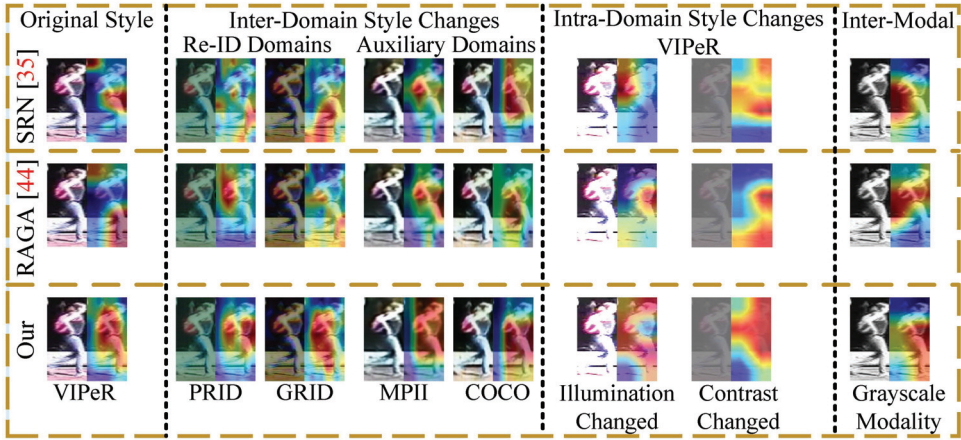 Original Style
Inter-Domain Style Changes
Intra-Domain Style Changes
Inter-Modal
Re-ID Domains
Auxiliary Domains
VIPeR
SRN [35]
RAGA [44]
Our
VIPeR
PRID
GRID
MPII
COCO
Illumination
Changed
Contrast
Changed
Grayscale
Modality